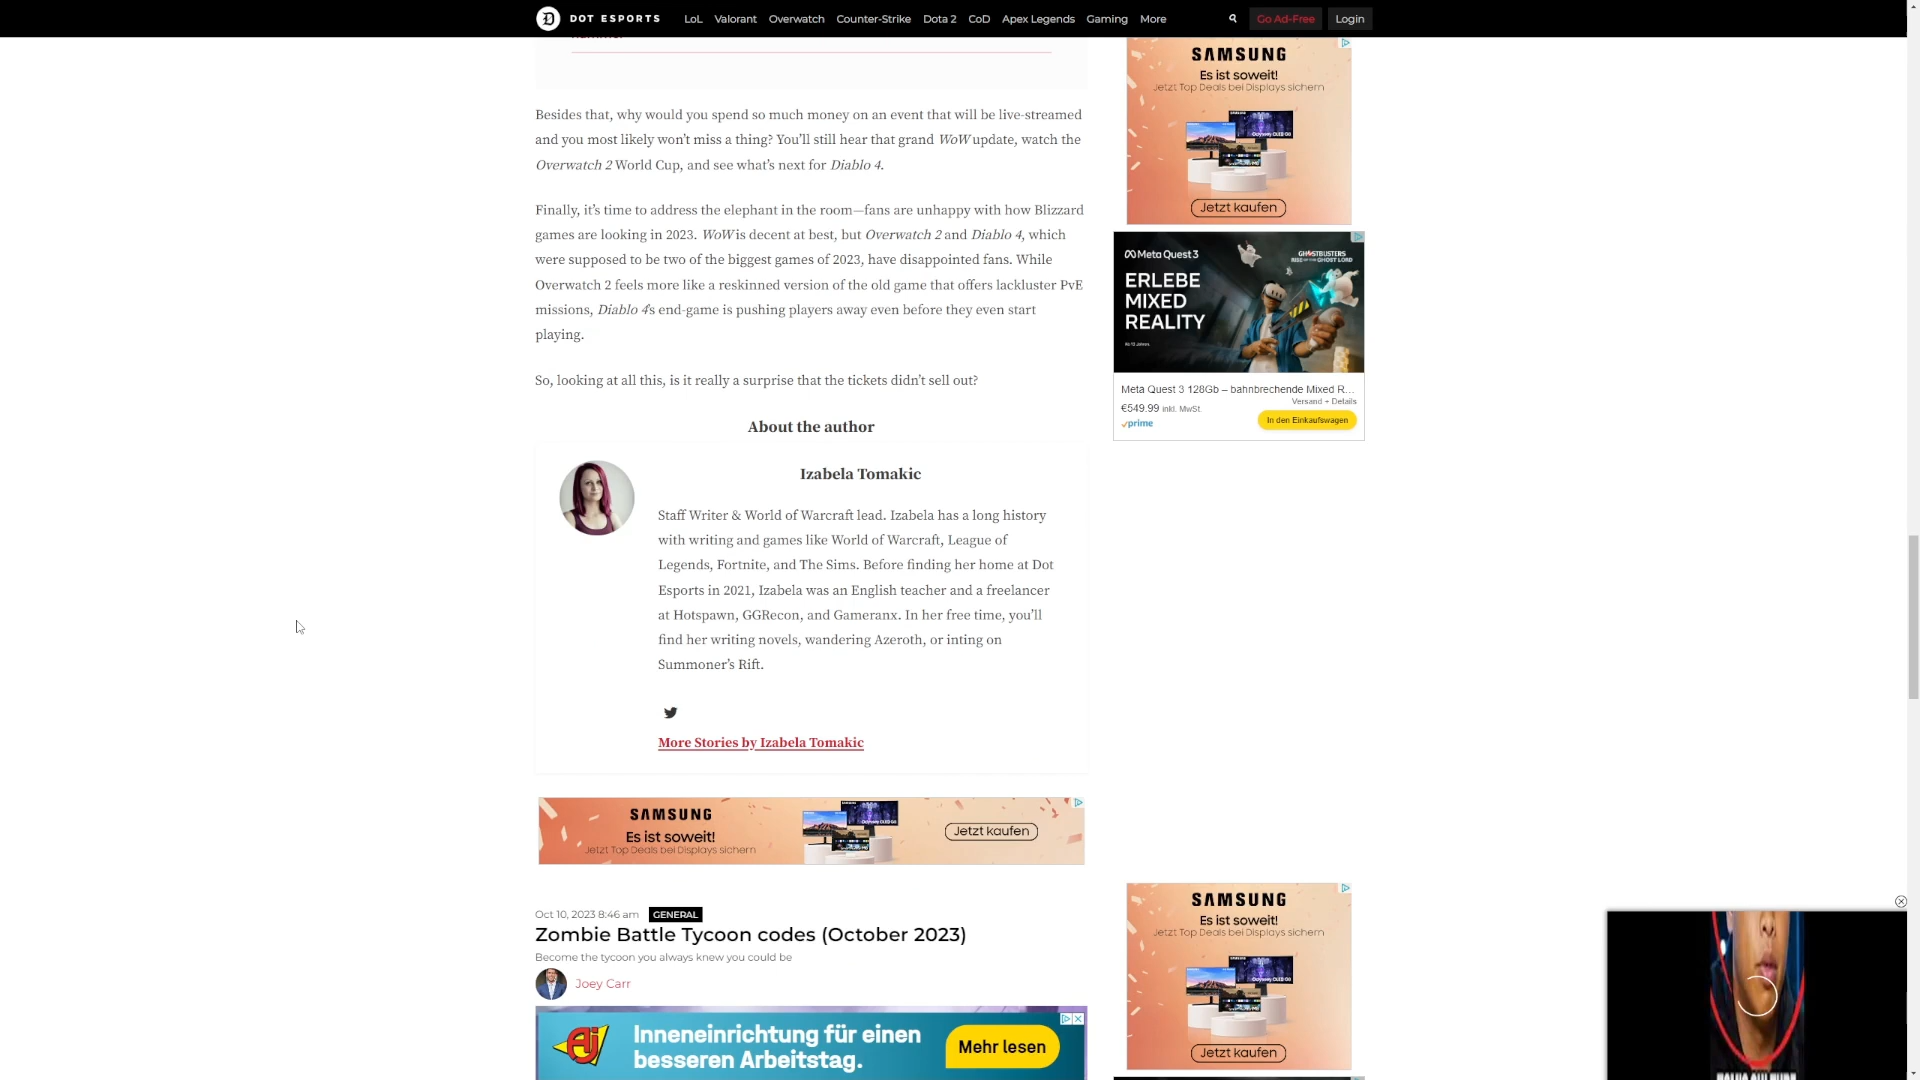 DOT ESPORTS LoL Valorant Overwatch Counter-Strike Dota 2 CoD Apex Legends Gaming More Go Ad-Free Login
Besides that, why would you spend so much money on an event that will be live-streamed
and you most likely won’t miss a thing? You’ll still hear that grand WoW update, watch the
Overwatch 2 World Cup, and see what’s next for Diablo 4.
Finally, it’s time to address the elephant in the room—fans are unhappy with how Blizzard
games are looking in 2023. WoW is decent at best, but Overwatch 2 and Diablo 4, which
were supposed to be two of the biggest games of 2023, have disappointed fans. While
Overwatch 2 feels more like a reskinned version of the old game that offers lackluster PvE
missions, Diablo 4’s end-game is pushing players away even before they even start
playing.
So, looking at all this, is it really a surprise that the tickets didn’t sell out?
About the author
Izabela Tomakic
Staff Writer & World of Warcraft lead. Izabela has a long history
with writing and games like World of Warcraft, League of
Legends, Fortnite, and The Sims. Before finding her home at Dot
Esports in 2021, Izabela was an English teacher and a freelancer
at Hotspawn, GGRecon, and Gameranx. In her free time, you’ll
find her writing novels, wandering Azeroth, or inting on
Summoner’s Rift.
More Stories by Izabela Tomakic
SAMSUNG
Es ist soweit!
Jetzt Top Deals bei Displays sichern
Jetzt kaufen
Oct 10, 2023 8:46 am GENERAL
Zombie Battle Tycoon codes (October 2023)
Become the tycoon you always knew you could be
Joey Carr
Inneneinrichtung für einen
besseren Arbeitstag.
Mehr lesen
SAMSUNG
Es ist soweit!
Jetzt Top Deals bei Displays sichern
Jetzt kaufen
Meta Quest 3
GHOSTBUSTERS
RISE OF THE GHOST LORD
ERLEBE
MIXED
REALITY
Ab 13 Jahren.
Meta Quest 3 128Gb – bahnbrechende Mixed R...
Versand + Details
€549.99 inkl. MwSt.
prime
In den Einkaufswagen
SAMSUNG
Es ist soweit!
Jetzt Top Deals bei Displays sichern
Jetzt kaufen